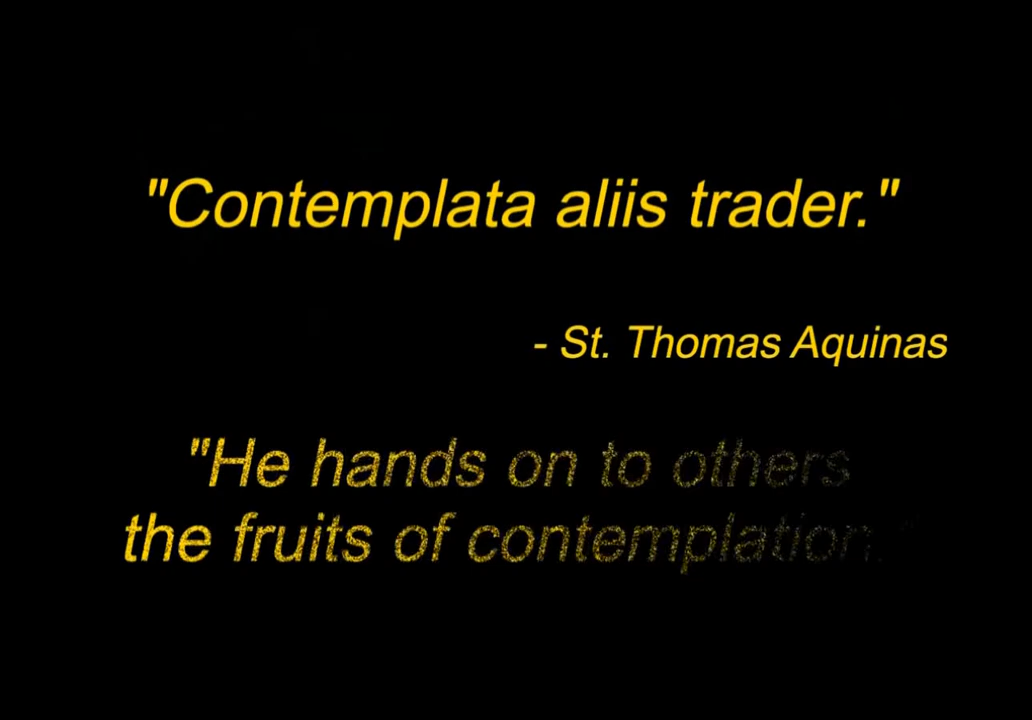 "Contemplata aliis trader."
- St. Thomas Aquinas
"He hands on to others
the fruits of contemplation."